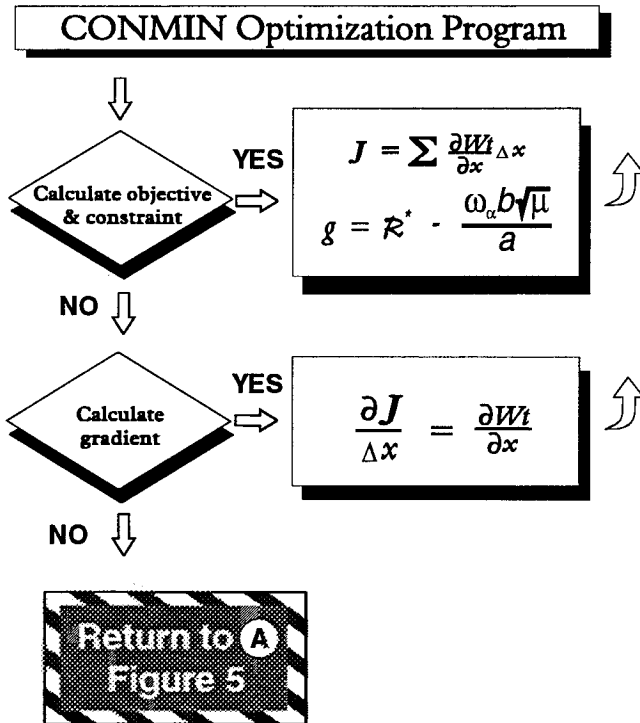 CONMIN Optimization Program
Calculate objective
& constraint
YES
J = ∑ ∂Wt/∂x Δx
g = ℛ* - ω_α b√μ / a
NO
Calculate
gradient
YES
∂J/Δx = ∂Wt/∂x
NO
Return to A
Figure 5